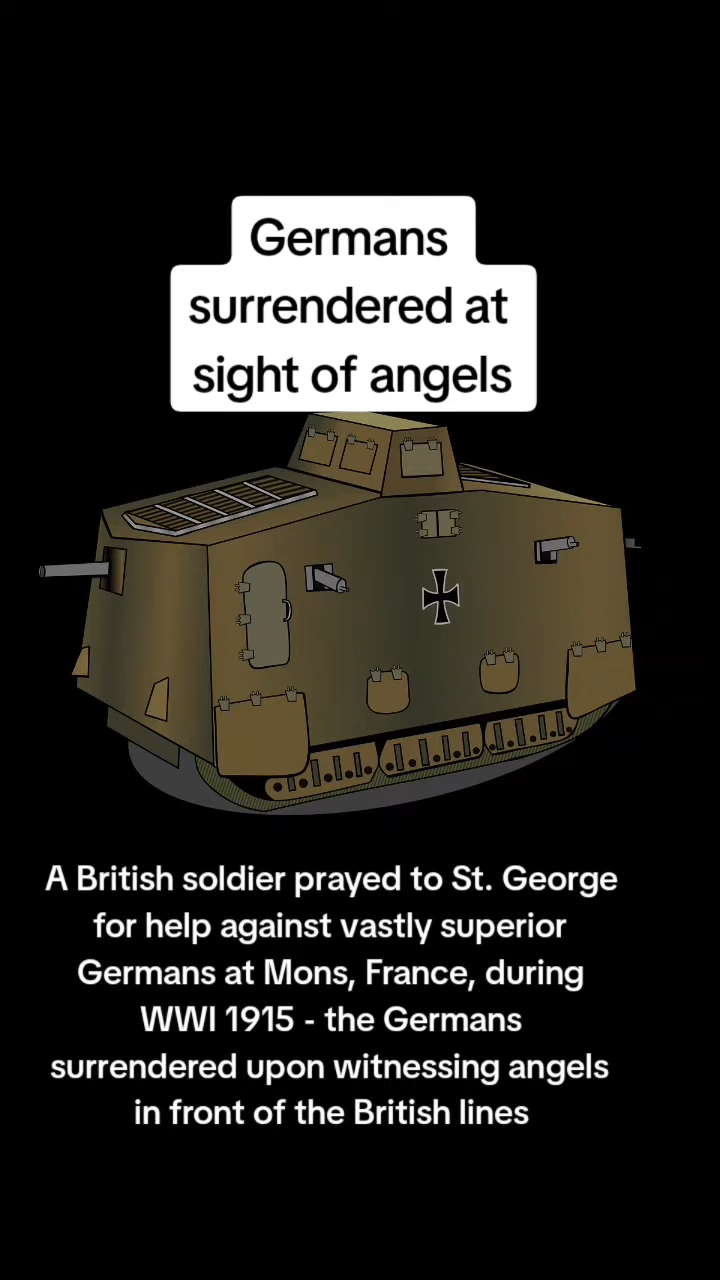 Germans
surrendered at
sight of angels
A British soldier prayed to St. George
for help against vastly superior
Germans at Mons, France, during
WWI 1915 - the Germans
surrendered upon witnessing angels
in front of the British lines